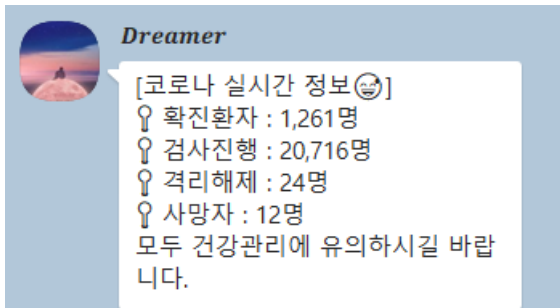 Dreamer
[코로나 실시간 정보😅]
확진환자 : 1,261명
검사진행 : 20,716명
격리해제 : 24명
사망자 : 12명
모두 건강관리에 유의하시길 바랍
니다.